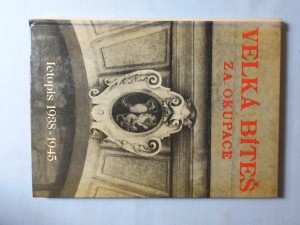 VELKÁ BÍTEŠ
ZA OKUPACE
letopis 1938-1945